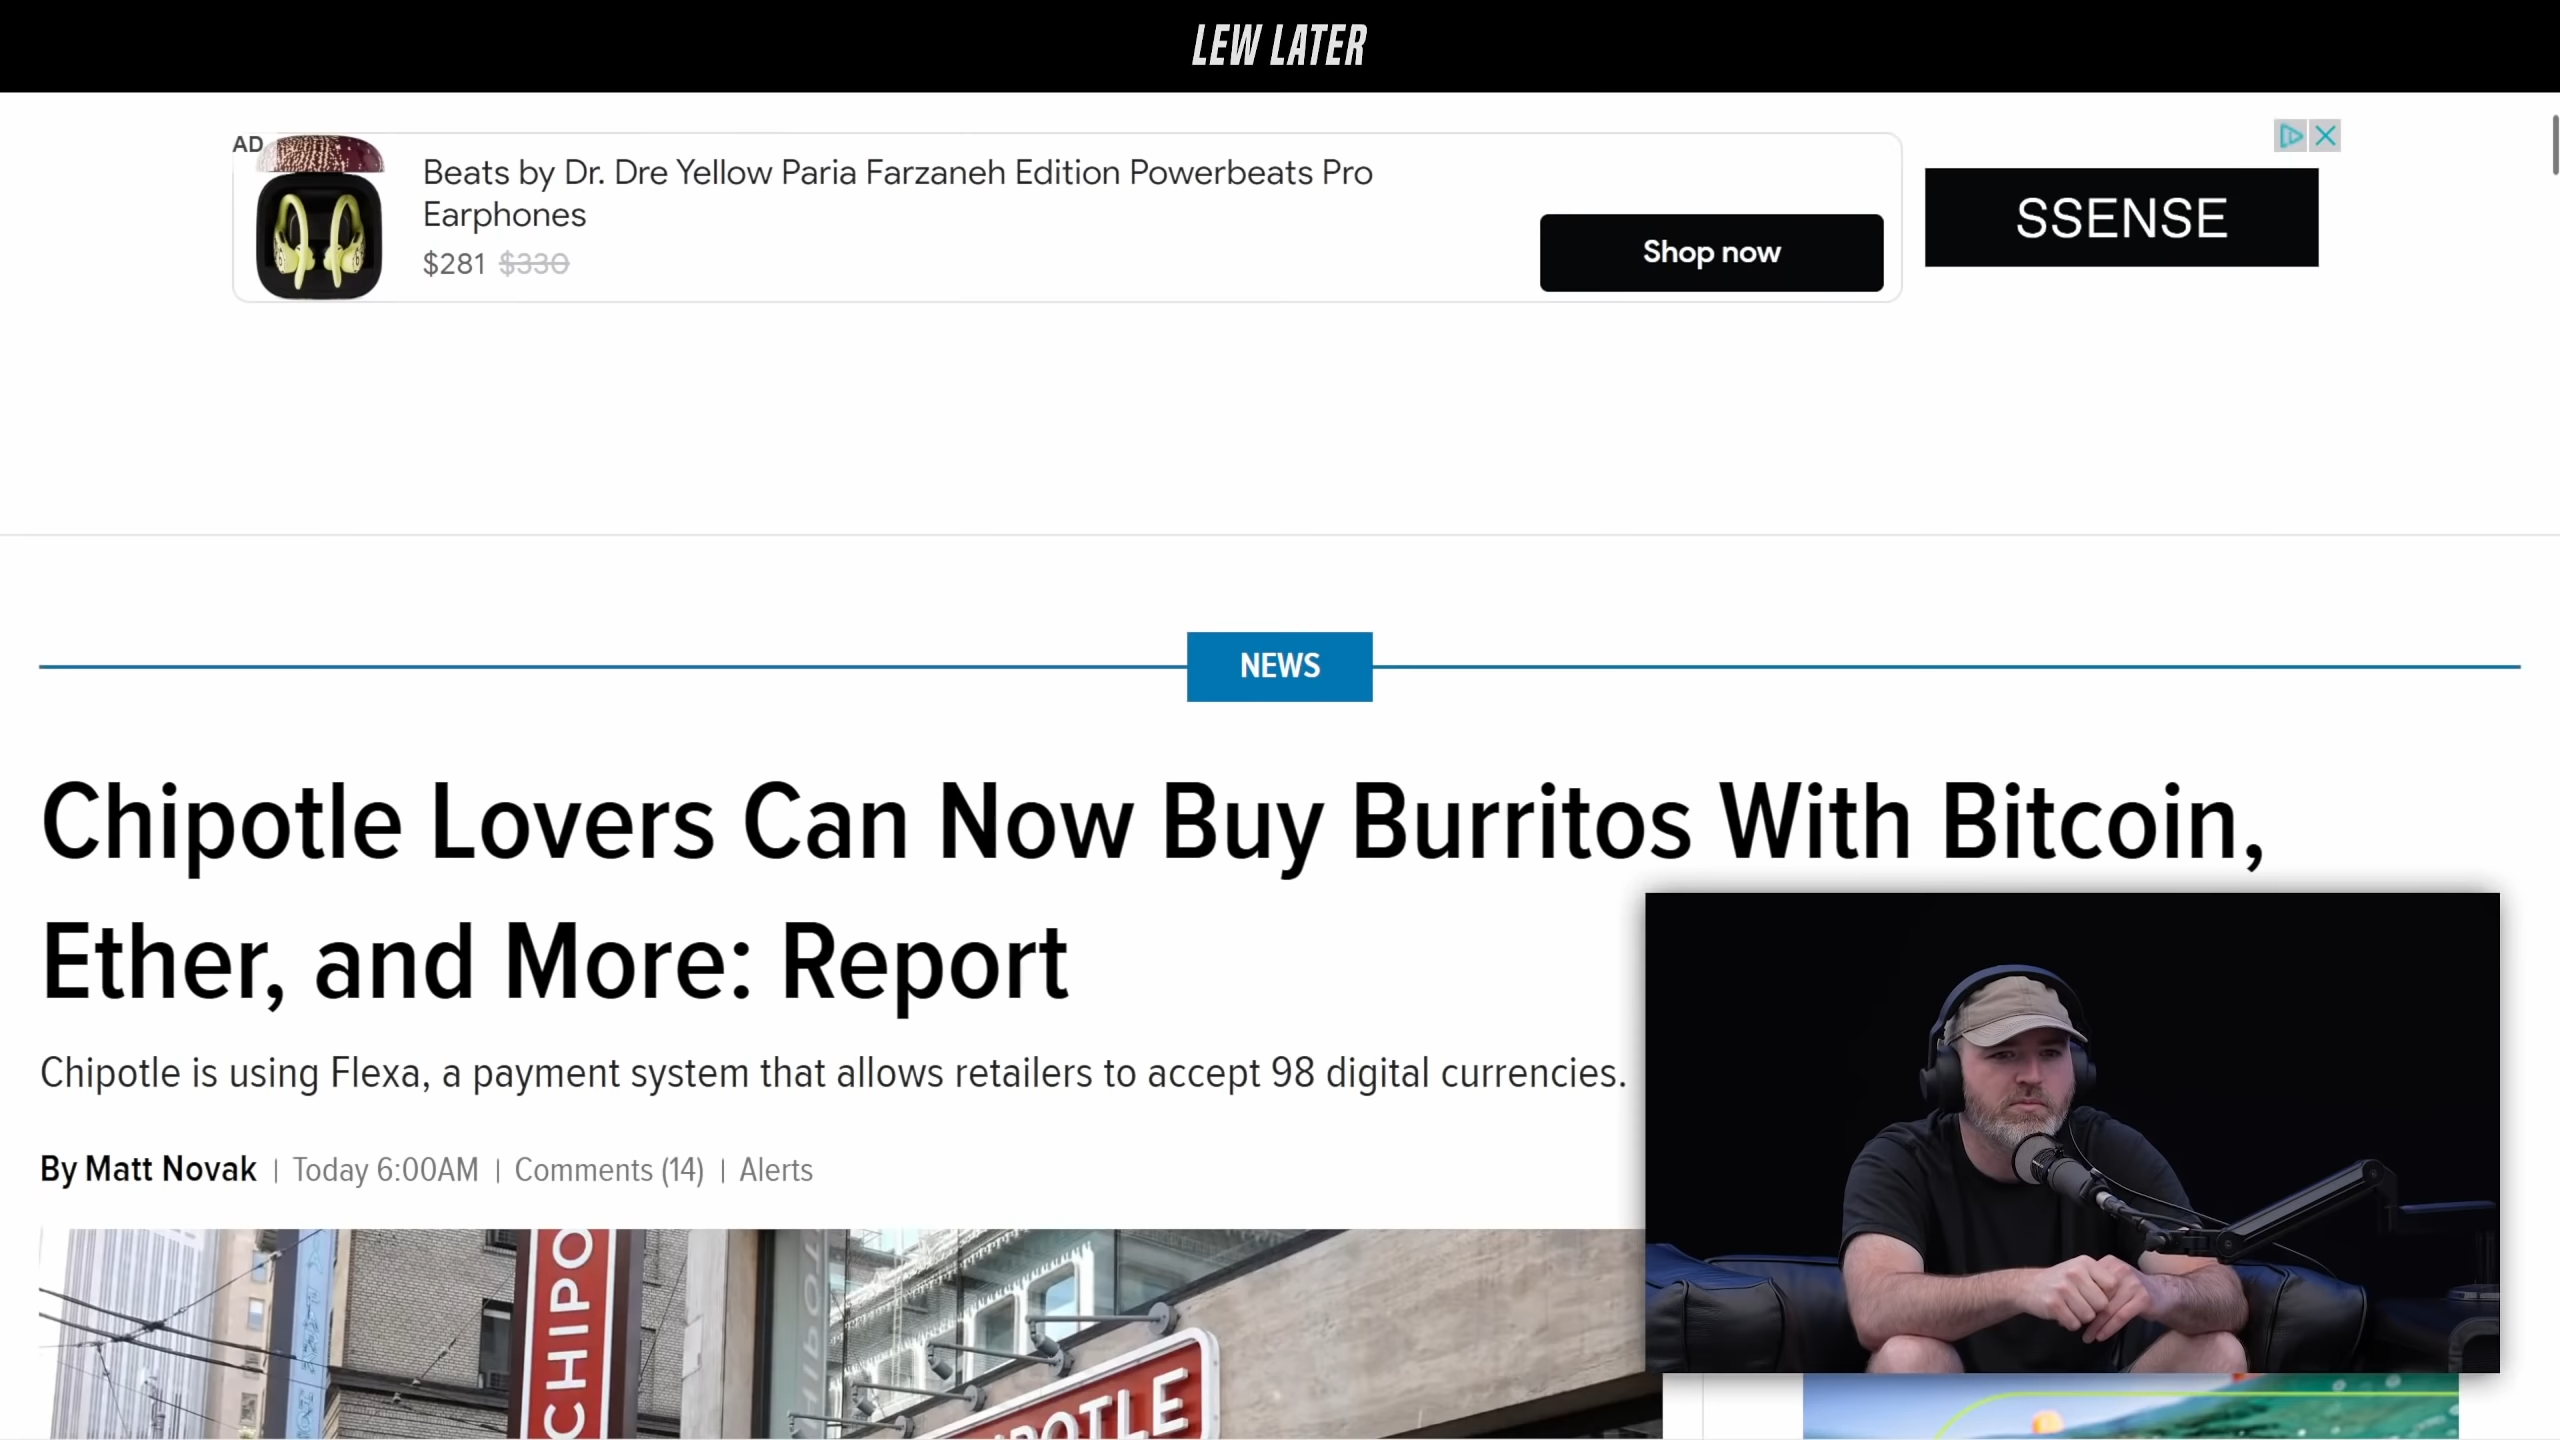 LEW LATER
AD
Beats by Dr. Dre Yellow Paria Farzaneh Edition Powerbeats Pro
Earphones
$281 $330
Shop now
SSENSE
NEWS
Chipotle Lovers Can Now Buy Burritos With Bitcoin,
Ether, and More: Report
Chipotle is using Flexa, a payment system that allows retailers to accept 98 digital currencies.
By Matt Novak | Today 6:00AM | Comments (14) | Alerts
CHIPO
POTLE